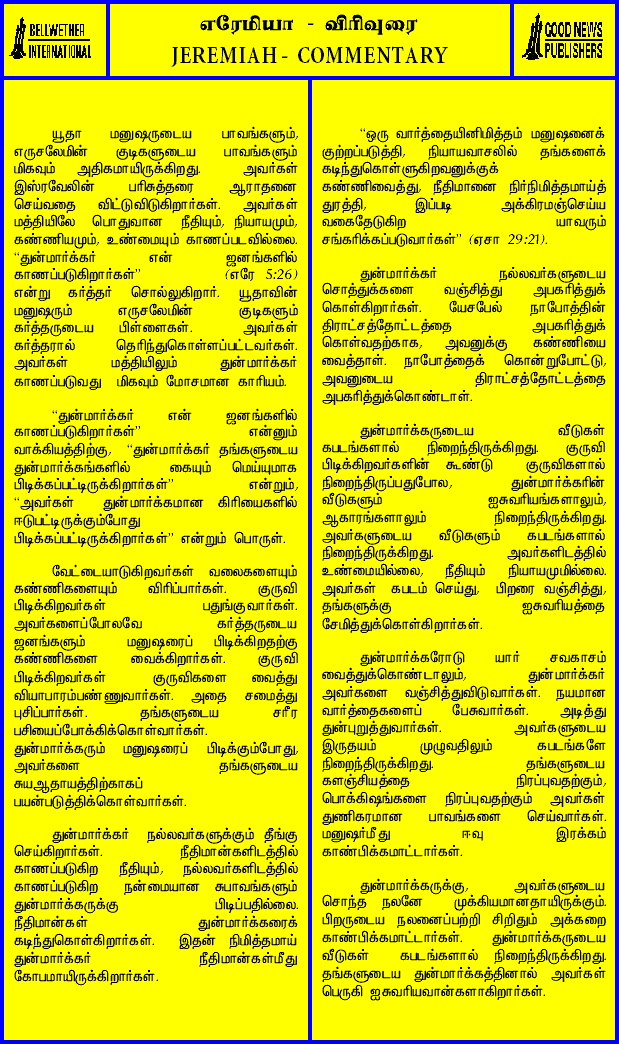 BELLWETHER
INTERNATIONAL
எரேமியா - விரிவுரை
JEREMIAH - COMMENTARY
GOOD NEWS
PUBLISHERS
யூதா மனுஷருடைய பாவங்களும்,
எருசலேமின் குடிகளுடைய பாவங்களும்
மிகவும் அதிகமாயிருக்கிறது. அவர்கள்
இஸ்ரவேலின் பரிசுத்தரை ஆராதனை
செய்வதை விட்டுவிடுகிறார்கள். அவர்கள்
மத்தியிலே பொதுவான நீதியும், நியாயமும்,
கண்ணியமும், உண்மையும் காணப்படவில்லை.
“துன்மார்க்கர் என் ஜனங்களில்
காணப்படுகிறார்கள்” (எரே 5:26)
என்று கர்த்தர் சொல்லுகிறார். யூதாவின்
மனுஷரும் எருசலேமின் குடிகளும்
கர்த்தருடைய பிள்ளைகள். அவர்கள்
கர்த்தரால் தெரிந்துகொள்ளப்பட்டவர்கள்.
அவர்கள் மத்தியிலும் துன்மார்க்கர்
காணப்படுவது மிகவும் மோசமான காரியம்.
“துன்மார்க்கர் என் ஜனங்களில்
காணப்படுகிறார்கள்” என்னும்
வாக்கியத்திற்கு, “துன்மார்க்கர் தங்களுடைய
துன்மார்க்கங்களில் கையும் மெய்யுமாக
பிடிக்கப்பட்டிருக்கிறார்கள்” என்றும்,
“அவர்கள் துன்மார்க்கமான கிரியைகளில்
ஈடுபட்டிருக்கும்போது
பிடிக்கப்பட்டிருக்கிறார்கள்” என்றும் பொருள்.
வேட்டையாடுகிறவர்கள் வலைகளையும்
கண்ணிகளையும் விரிப்பார்கள். குருவி
பிடிக்கிறவர்கள் பதுங்குவார்கள்.
அவர்களைப்போலவே கர்த்தருடைய
ஜனங்களும் மனுஷரைப் பிடிக்கிறதற்கு
கண்ணிகளை வைக்கிறார்கள். குருவி
பிடிக்கிறவர்கள் குருவிகளை வைத்து
வியாபாரம்பண்ணுவார்கள். அதை சமைத்து
புசிப்பார்கள். தங்களுடைய சரீர
பசியைப்போக்கிக்கொள்வார்கள்.
துன்மார்க்கரும் மனுஷரைப் பிடிக்கும்போது,
அவர்களை தங்களுடைய
சுயஆதாயத்திற்காகப்
பயன்படுத்திக்கொள்வார்கள்.
துன்மார்க்கர் நல்லவர்களுக்கும் தீங்கு
செய்கிறார்கள். நீதிமான்களிடத்தில்
காணப்படுகிற நீதியும், நல்லவர்களிடத்தில்
காணப்படுகிற நன்மையான சுபாவங்களும்
துன்மார்க்கருக்கு பிடிப்பதில்லை.
நீதிமான்கள் துன்மார்க்கரைக்
கடிந்துகொள்கிறார்கள். இதன் நிமித்தமாய்
துன்மார்க்கர் நீதிமான்கள்மீது
கோபமாயிருக்கிறார்கள்.
“ஒரு வார்த்தையினிமித்தம் மனுஷனைக்
குற்றப்படுத்தி, நியாயவாசலில் தங்களைக்
கடிந்துகொள்ளுகிறவனுக்குக்
கண்ணிவைத்து, நீதிமானை நிர்நிமித்தமாய்த்
துரத்தி, இப்படி அக்கிரமஞ்செய்ய
வகைதேடுகிற யாவரும்
சங்கரிக்கப்படுவார்கள்” (ஏசா 29:21).
துன்மார்க்கர் நல்லவர்களுடைய
சொத்துக்களை வஞ்சித்து அபகரித்துக்
கொள்கிறார்கள். யேசபேல் நாபோத்தின்
திராட்சத்தோட்டத்தை அபகரித்துக்
கொள்வதற்காக, அவனுக்கு கண்ணியை
வைத்தாள். நாபோத்தைக் கொன்றுபோட்டு,
அவனுடைய திராட்சத்தோட்டத்தை
அபகரித்துக்கொண்டாள்.
துன்மார்க்கருடைய வீடுகள்
கபடங்களால் நிறைந்திருக்கிறது. குருவி
பிடிக்கிறவர்களின் கூண்டு குருவிகளால்
நிறைந்திருப்பதுபோல, துன்மார்க்கரின்
வீடுகளும் ஐசுவரியங்களாலும்,
ஆகாரங்களாலும் நிறைந்திருக்கிறது.
அவர்களுடைய வீடுகளும் கபடங்களால்
நிறைந்திருக்கிறது. அவர்களிடத்தில்
உண்மையில்லை, நீதியும் நியாயமுமில்லை.
அவர்கள் கபடம் செய்து, பிறரை வஞ்சித்து,
தங்களுக்கு ஐசுவரியத்தை
சேமித்துக்கொள்கிறார்கள்.
துன்மார்க்கரோடு யார் சவகாசம்
வைத்துக்கொண்டாலும், துன்மார்க்கர்
அவர்களை வஞ்சித்துவிடுவார்கள். நயமான
வார்த்தைகளைப் பேசுவார்கள். அடித்து
துன்புறுத்துவார்கள். அவர்களுடைய
இருதயம் முழுவதிலும் கபடங்களே
நிறைந்திருக்கிறது. தங்களுடைய
களஞ்சியத்தை நிரப்புவதற்கும்,
பொக்கிஷங்களை நிரப்புவதற்கும் அவர்கள்
துணிகரமான பாவங்களை செய்வார்கள்.
மனுஷர்மீது ஈவு இரக்கம்
காண்பிக்கமாட்டார்கள்.
துன்மார்க்கருக்கு, அவர்களுடைய
சொந்த நலனே முக்கியமானதாயிருக்கும்.
பிறருடைய நலனைப்பற்றி சிறிதும் அக்கறை
காண்பிக்கமாட்டார்கள். துன்மார்க்கருடைய
வீடுகள் கபடங்களால் நிறைந்திருக்கிறது.
தங்களுடைய துன்மார்க்கத்தினால் அவர்கள்
பெருகி ஐசுவரியவான்களாகிறார்கள்.